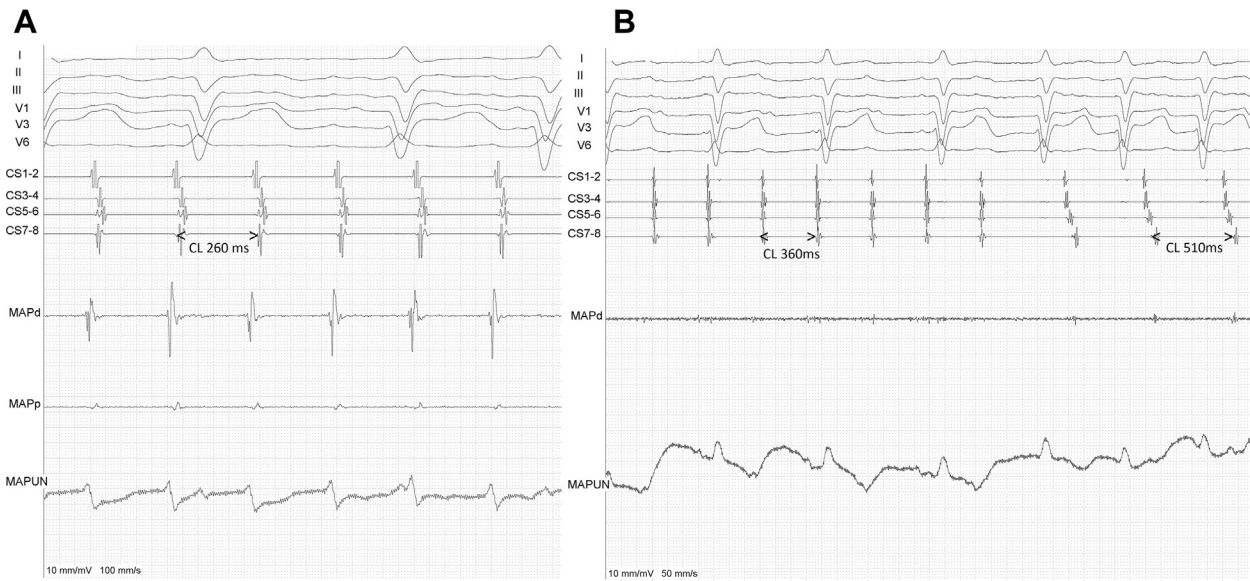 A
I
II
III
V1
V3
V6
CS1-2
CS3-4
CS5-6
CS7-8
CL 260 ms
MAPd
MAPp
MAPUN
10 mm/mV 100 mm/s
B
I
II
III
V1
V3
V6
CS1-2
CS3-4
CS5-6
CS7-8
CL 360ms
CL 510ms
MAPd
MAPUN
10 mm/mV 50 mm/s